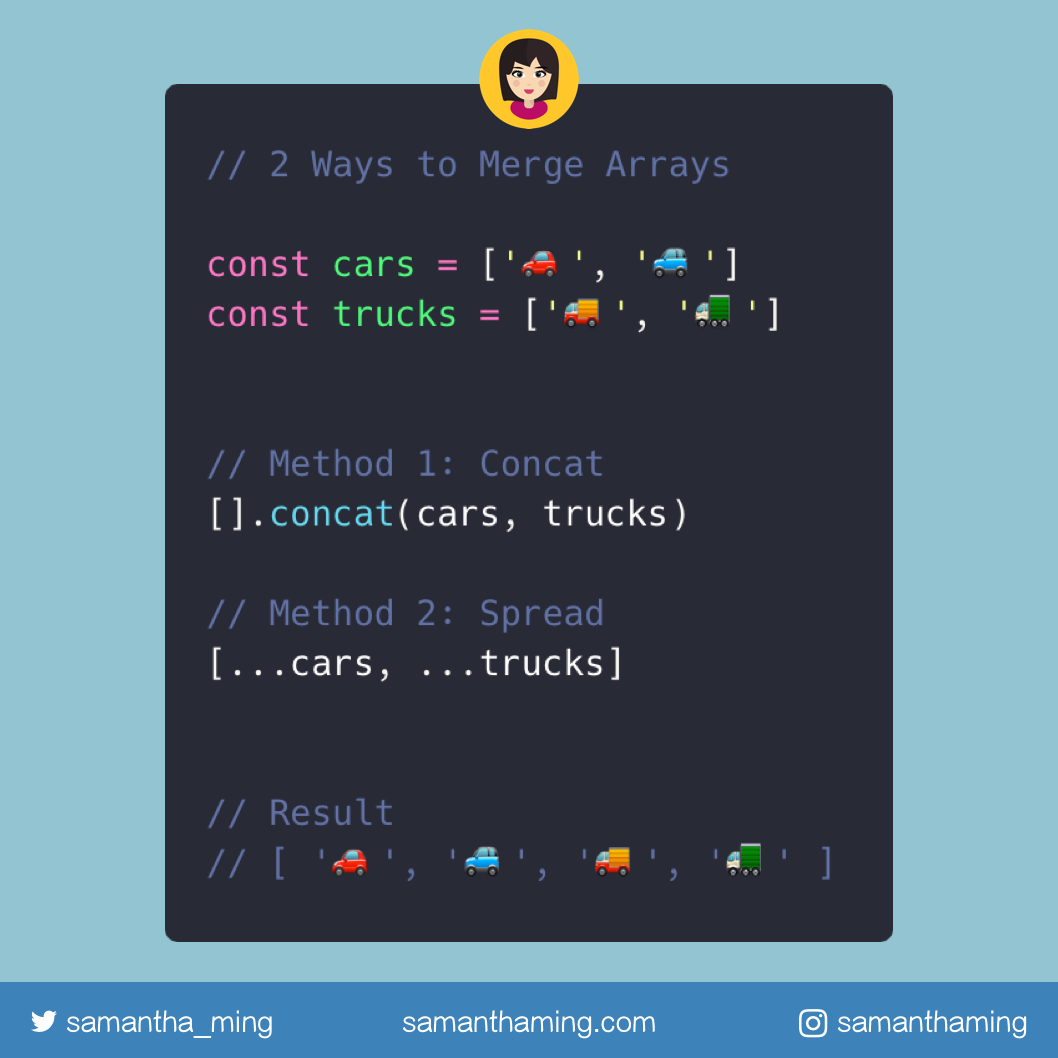 // 2 Ways to Merge Arrays
const cars = ['🚗', '🚙']
const trucks = ['🚚', '🚛']
// Method 1: Concat
[].concat(cars, trucks)
// Method 2: Spread
[...cars, ...trucks]
// Result
// [ '🚗', '🚙', '🚚', '🚛' ]
samantha_ming samanthaming.com samanthaming